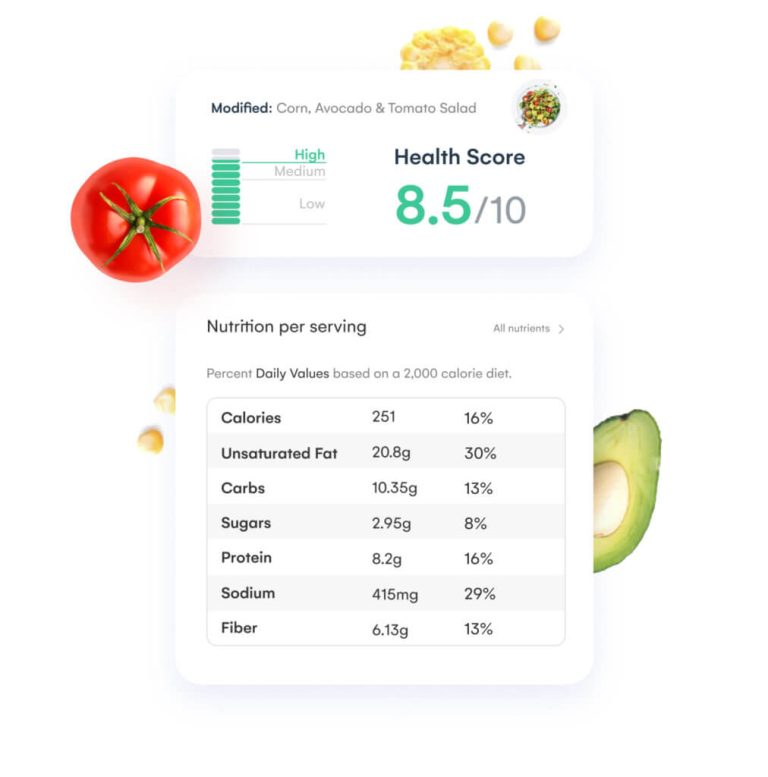 Modified: Corn, Avocado & Tomato Salad
High
Medium
Low
Health Score
8.5/10
Nutrition per serving
All nutrients
Percent Daily Values based on a 2,000 calorie diet.
Calories 251 16%
Unsaturated Fat 20.8g 30%
Carbs 10.35g 13%
Sugars 2.95g 8%
Protein 8.2g 16%
Sodium 415mg 29%
Fiber 6.13g 13%